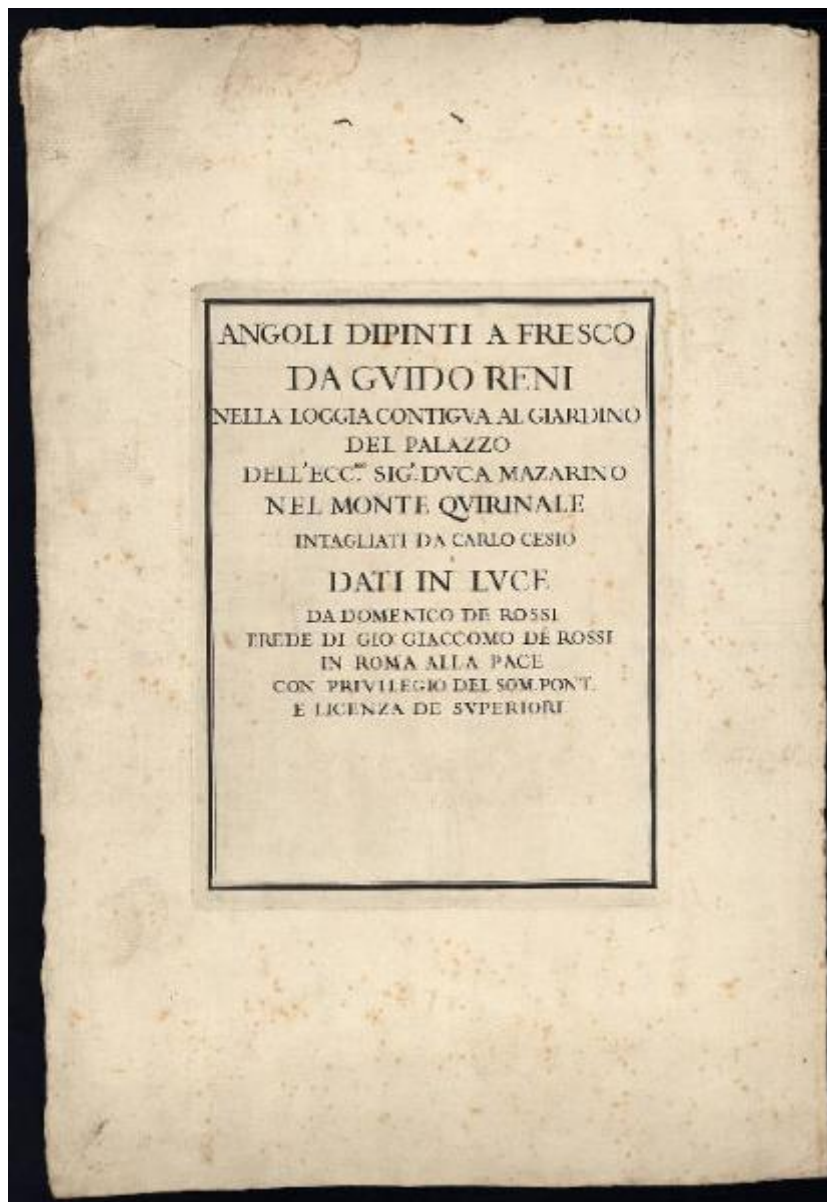 ANGOLI DIPINTI A FRESCO
DA GVIDO RENI
NELLA LOGGIA CONTIGVA AL GIARDINO
DEL PALAZZO
DELL'ECC.MO SIG.R DVCA MAZARINO
NEL MONTE QVIRINALE
INTAGLIATI DA CARLO CESIO
DATI IN LVCE
DA DOMENICO DE ROSSI
EREDE DI GIO GIACCOMO DE ROSSI
IN ROMA ALLA PACE
CON PRIVILEGIO DEL SOM. PONT.
E LICENZA DE SVPERIORI